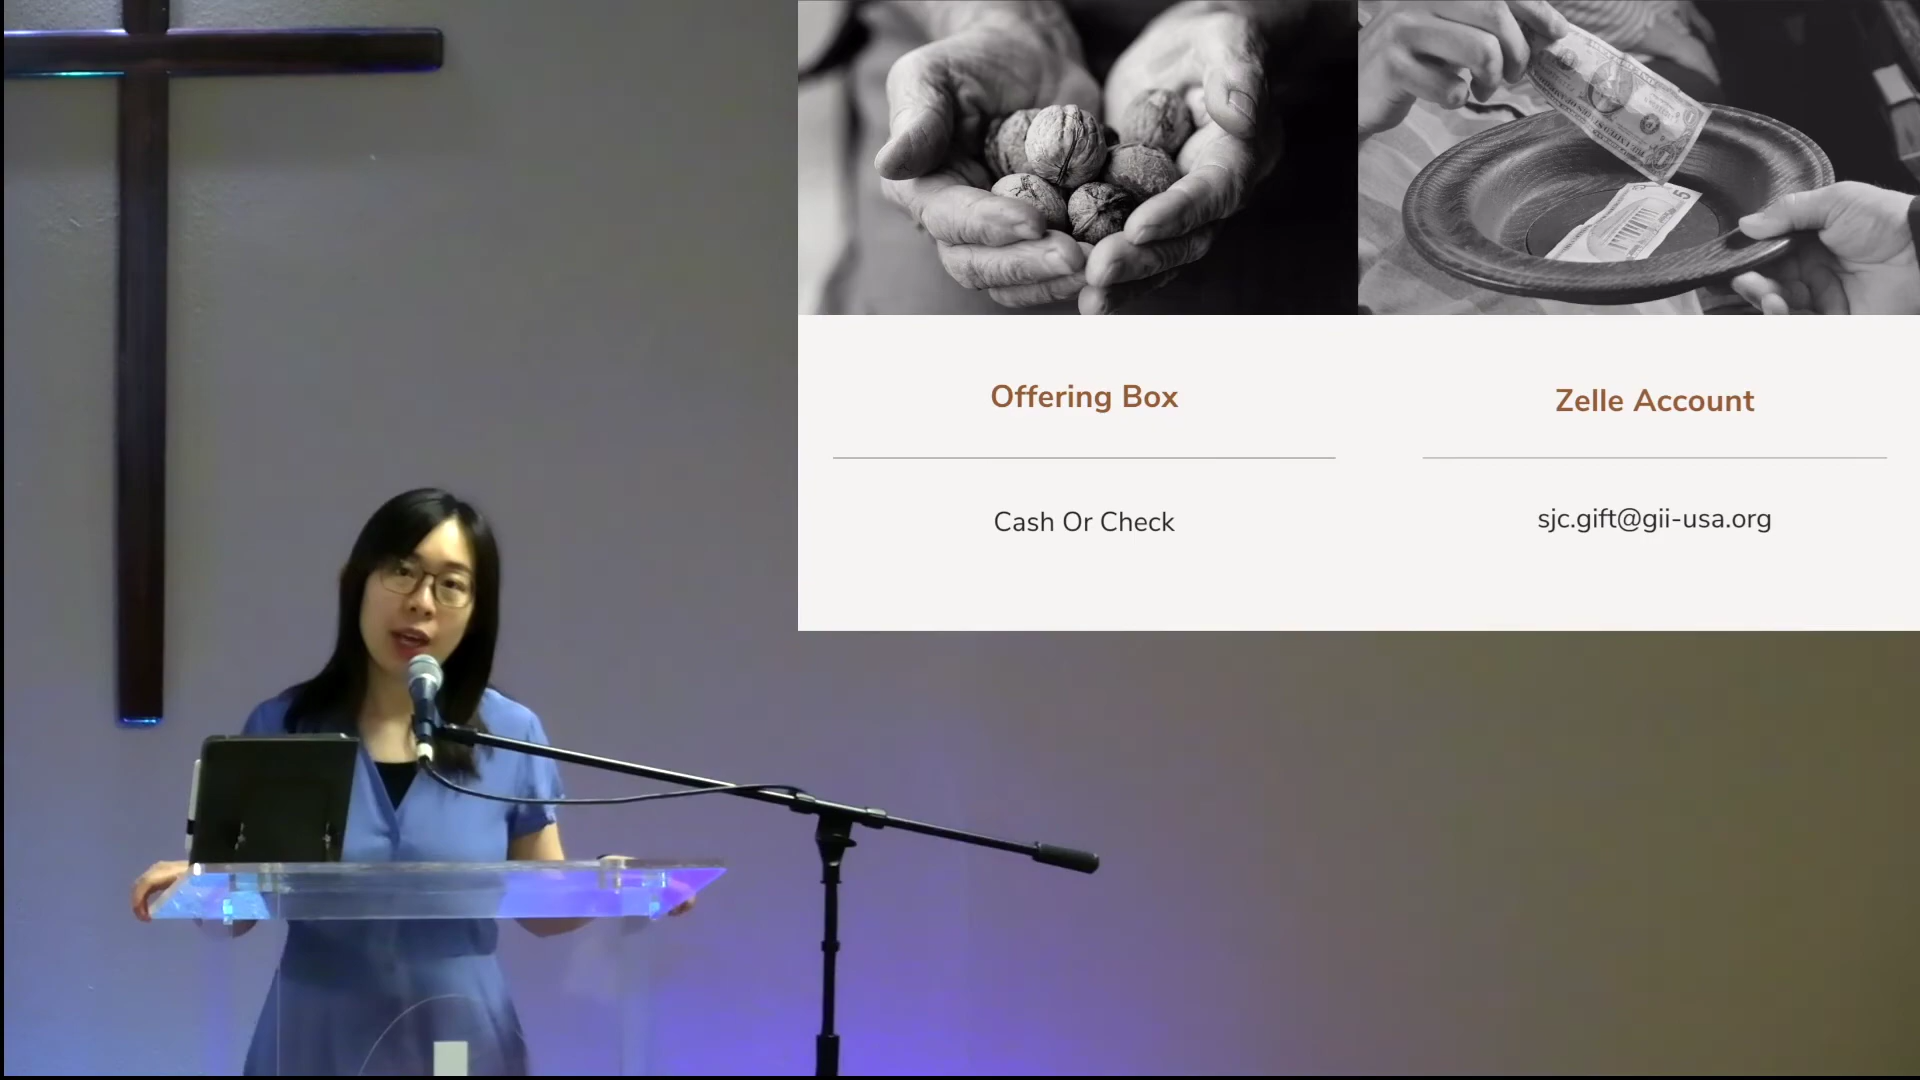 Offering Box
Cash Or Check
Zelle Account
sjc.gift@gii-usa.org